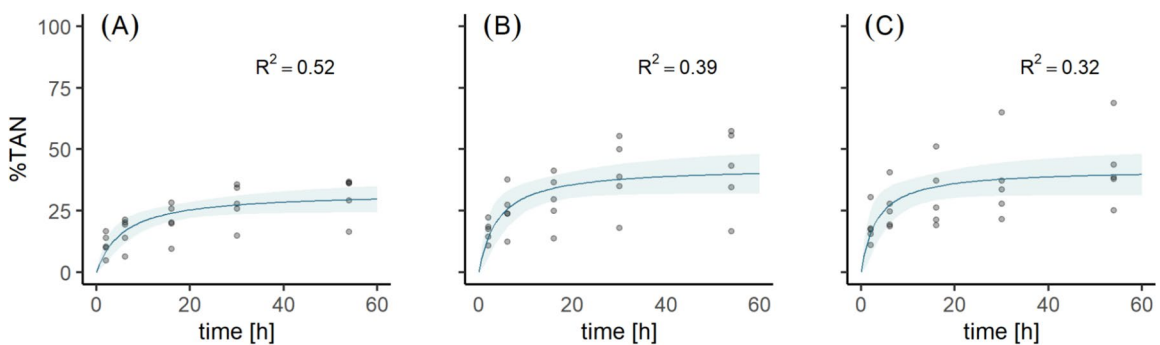 (A)
(B)
(C)
R² = 0.52
R² = 0.39
R² = 0.32
%TAN
100
75
50
25
0
0 20 40 60
0 20 40 60
0 20 40 60
time [h]
time [h]
time [h]